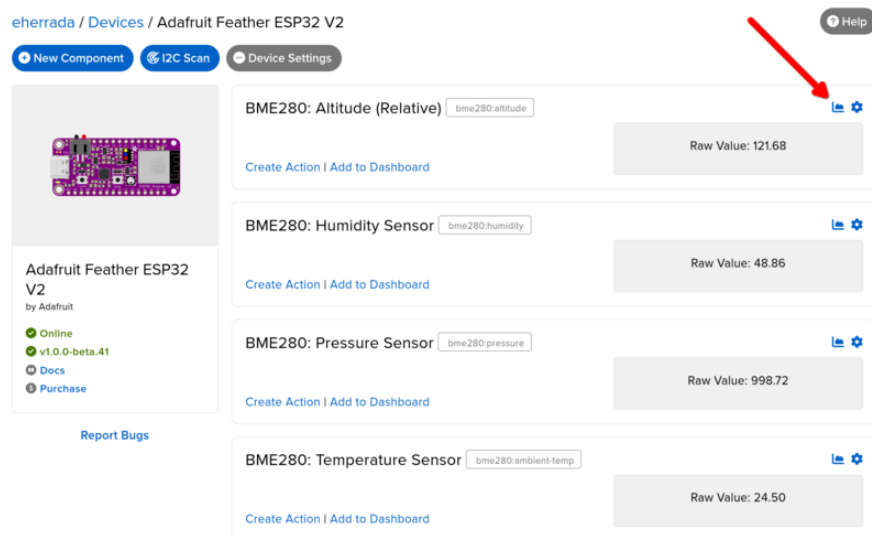 eherrada / Devices / Adafruit Feather ESP32 V2
Help
New Component
I2C Scan
Device Settings
Adafruit Feather ESP32
V2
by Adafruit
Online
v1.0.0-beta.41
Docs
Purchase
Report Bugs
BME280: Altitude (Relative) bme280:altitude
Raw Value: 121.68
Create Action | Add to Dashboard
BME280: Humidity Sensor bme280:humidity
Raw Value: 48.86
Create Action | Add to Dashboard
BME280: Pressure Sensor bme280:pressure
Raw Value: 998.72
Create Action | Add to Dashboard
BME280: Temperature Sensor bme280:ambient-temp
Raw Value: 24.50
Create Action | Add to Dashboard